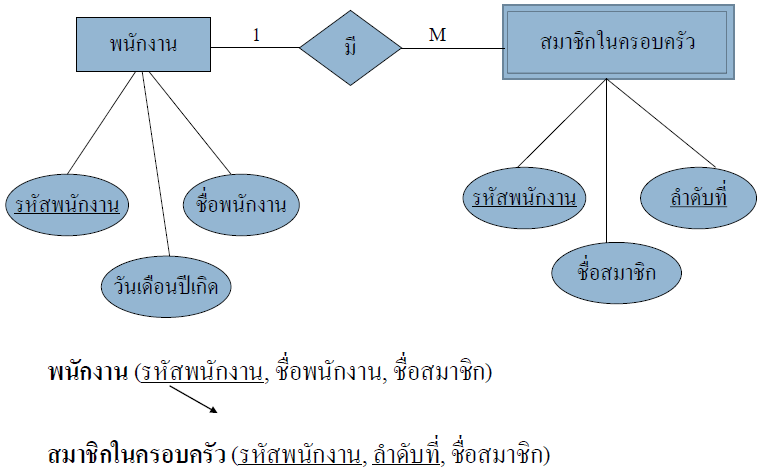 พนักงาน
1
มี
M
สมาชิกในครอบครัว
รหัสพนักงาน
ชื่อพนักงาน
วันเดือนปีเกิด
รหัสพนักงาน
ลำดับที่
ชื่อสมาชิก
พนักงาน (รหัสพนักงาน, ชื่อพนักงาน, ชื่อสมาชิก)
สมาชิกในครอบครัว (รหัสพนักงาน, ลำดับที่, ชื่อสมาชิก)